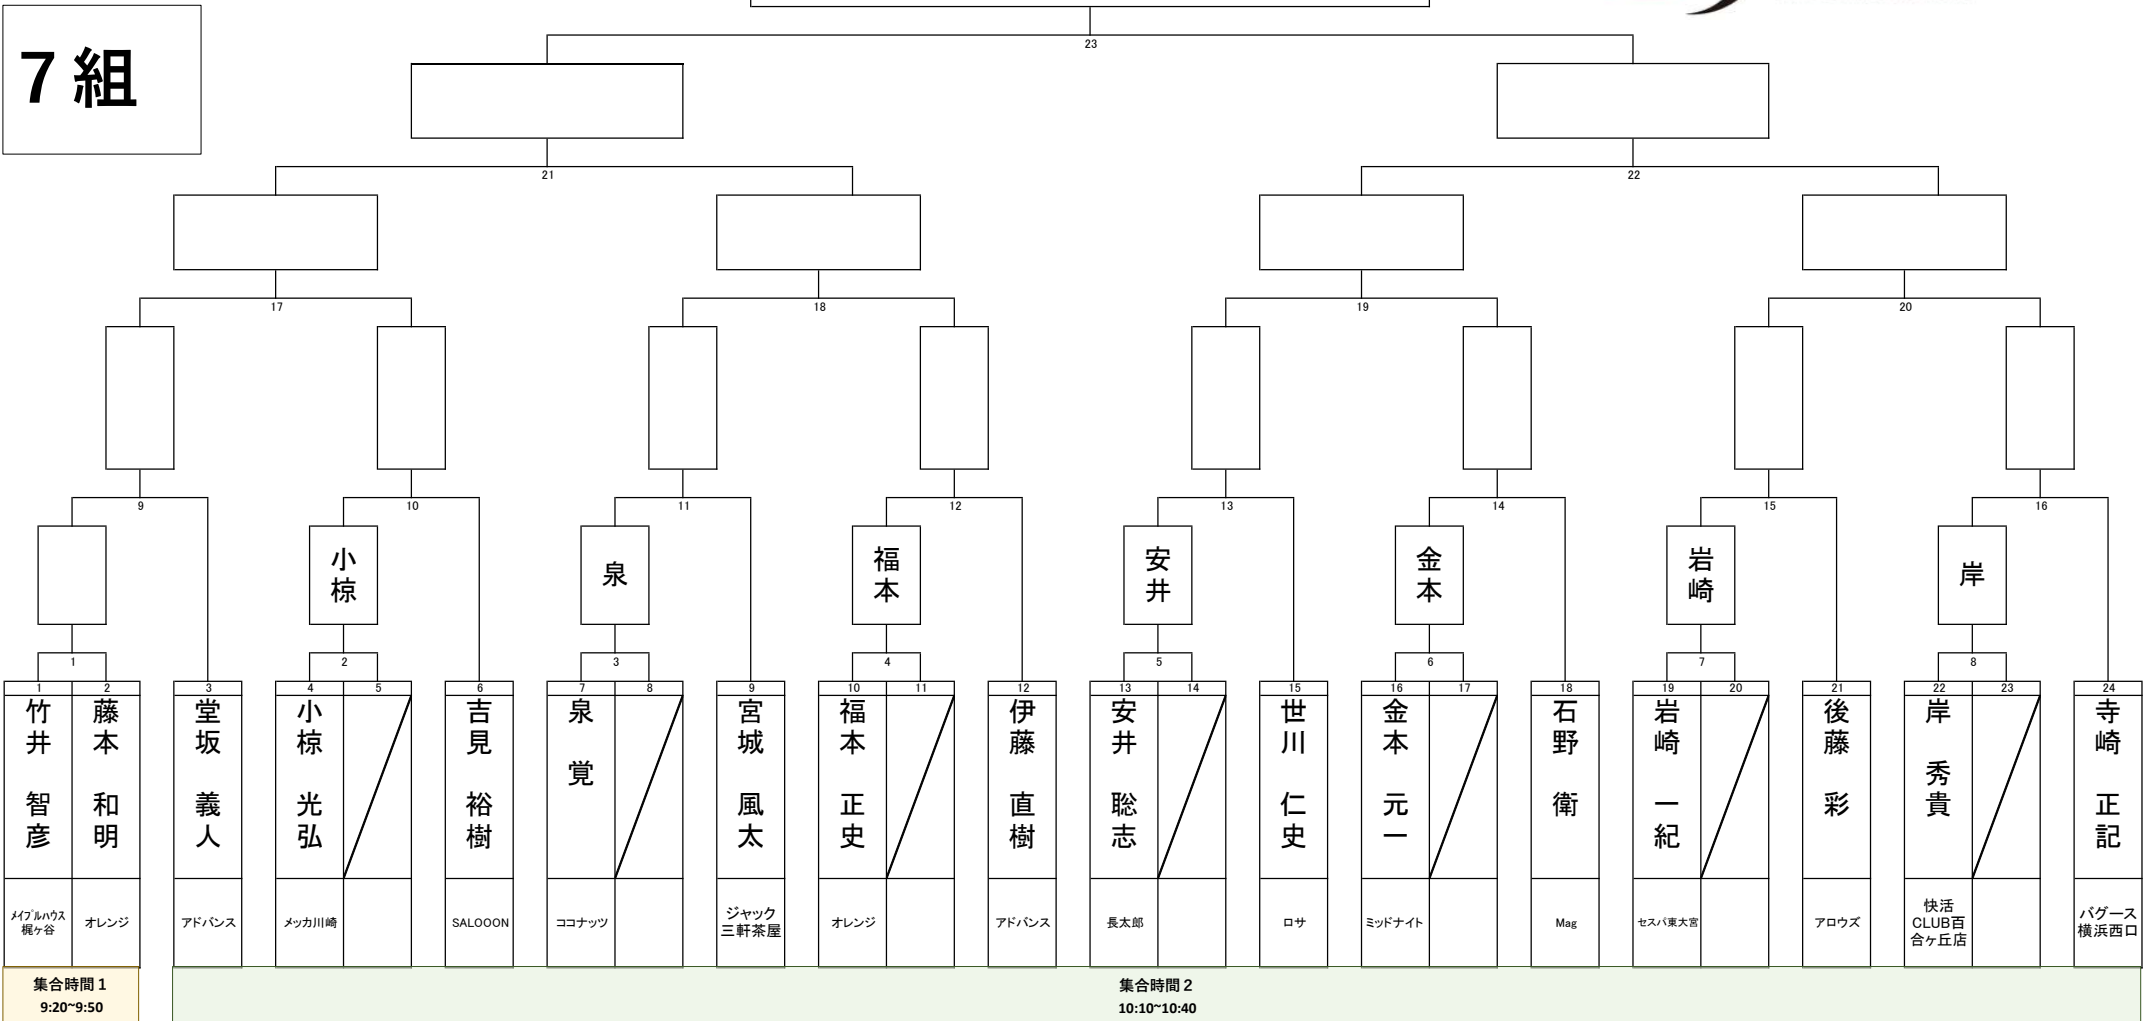 7組
23
21
22
17
18
19
20
9
10
11
12
13
14
15
16
小椋
泉
福本
安井
金本
岩崎
岸
1
2
3
4
5
6
7
8
1
2
3
4
5
6
7
8
9
10
11
12
13
14
15
16
17
18
19
20
21
22
23
24
竹井 智彦
藤本 和明
堂坂 義人
小椋 光弘
吉見 裕樹
泉 覚
宮城 風太
福本 正史
伊藤 直樹
安井 聡志
世川 仁史
金本 元一
石野 衛
岩崎 一紀
後藤 彩
岸 秀貴
寺崎 正記
メイプルハウス
梶ヶ谷
オレンジ
アドバンス
メッカ川崎
SALOOON
ココナッツ
ジャック
三軒茶屋
オレンジ
アドバンス
長太郎
ロサ
ミッドナイト
Mag
セスパ東大宮
アロウズ
快活
CLUB百
合ヶ丘店
バグース
横浜西口
集合時間１
9:20~9:50
集合時間２
10:10~10:40